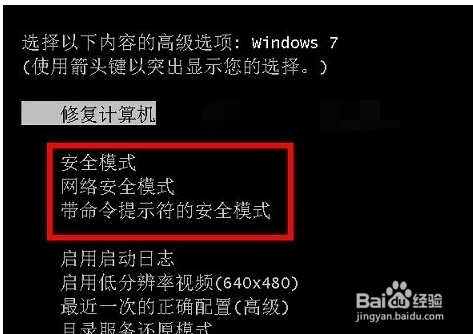 选择以下内容的高级选项: Windows 7
(使用箭头键以突出显示您的选择。)
修复计算机
安全模式
网络安全模式
带命令提示符的安全模式
启用启动日志
启用低分辨率视频(640x480)
最近一次的正确配置(高级)
目录服务还原模式
Bai du 经验
jingyan.baidu.com